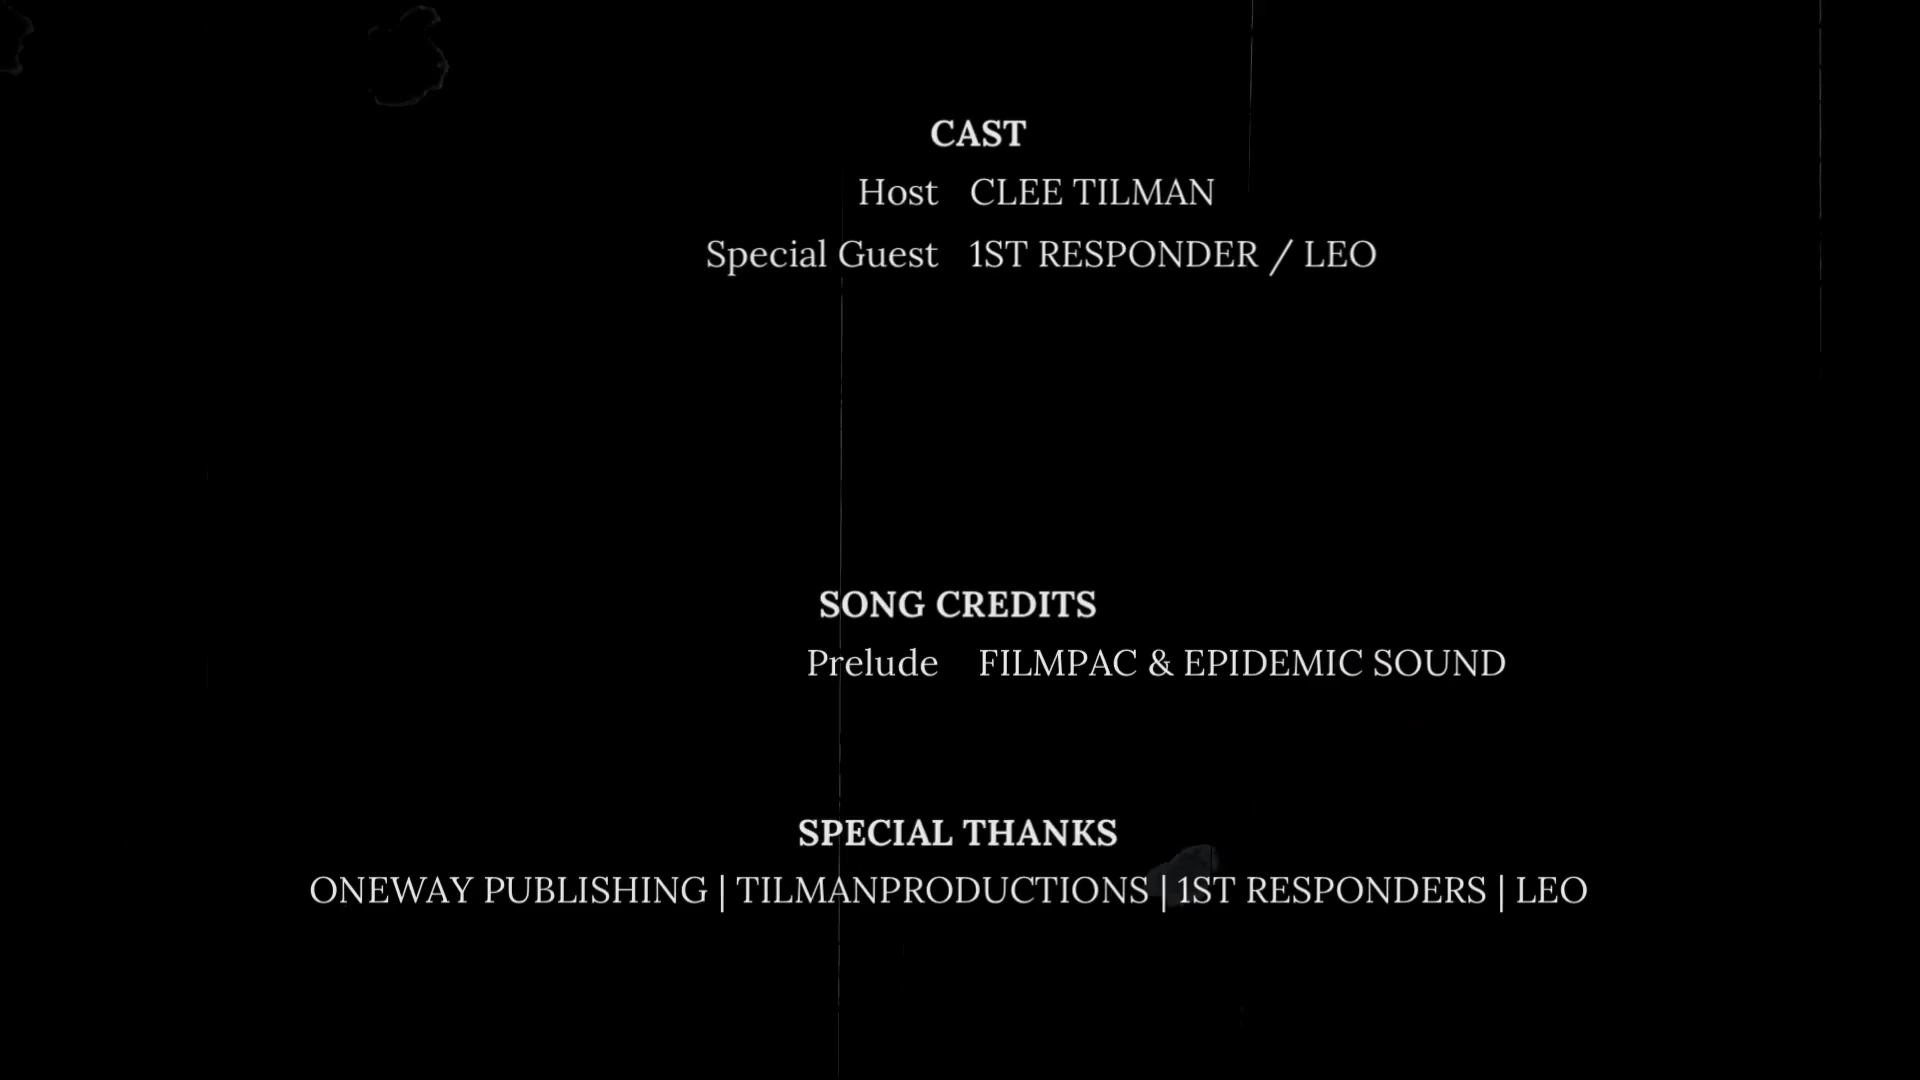 CAST
Host CLEE TILMAN
Special Guest 1ST RESPONDER / LEO
SONG CREDITS
Prelude FILMPAC & EPIDEMIC SOUND
SPECIAL THANKS
ONEWAY PUBLISHING | TILMANPRODUCTIONS | 1ST RESPONDERS | LEO